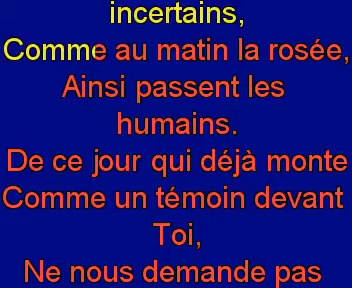 incertains,
Comme au matin la rosée,
Ainsi passent les
humains.
De ce jour qui déjà monte
Comme un témoin devant
Toi,
Ne nous demande pas